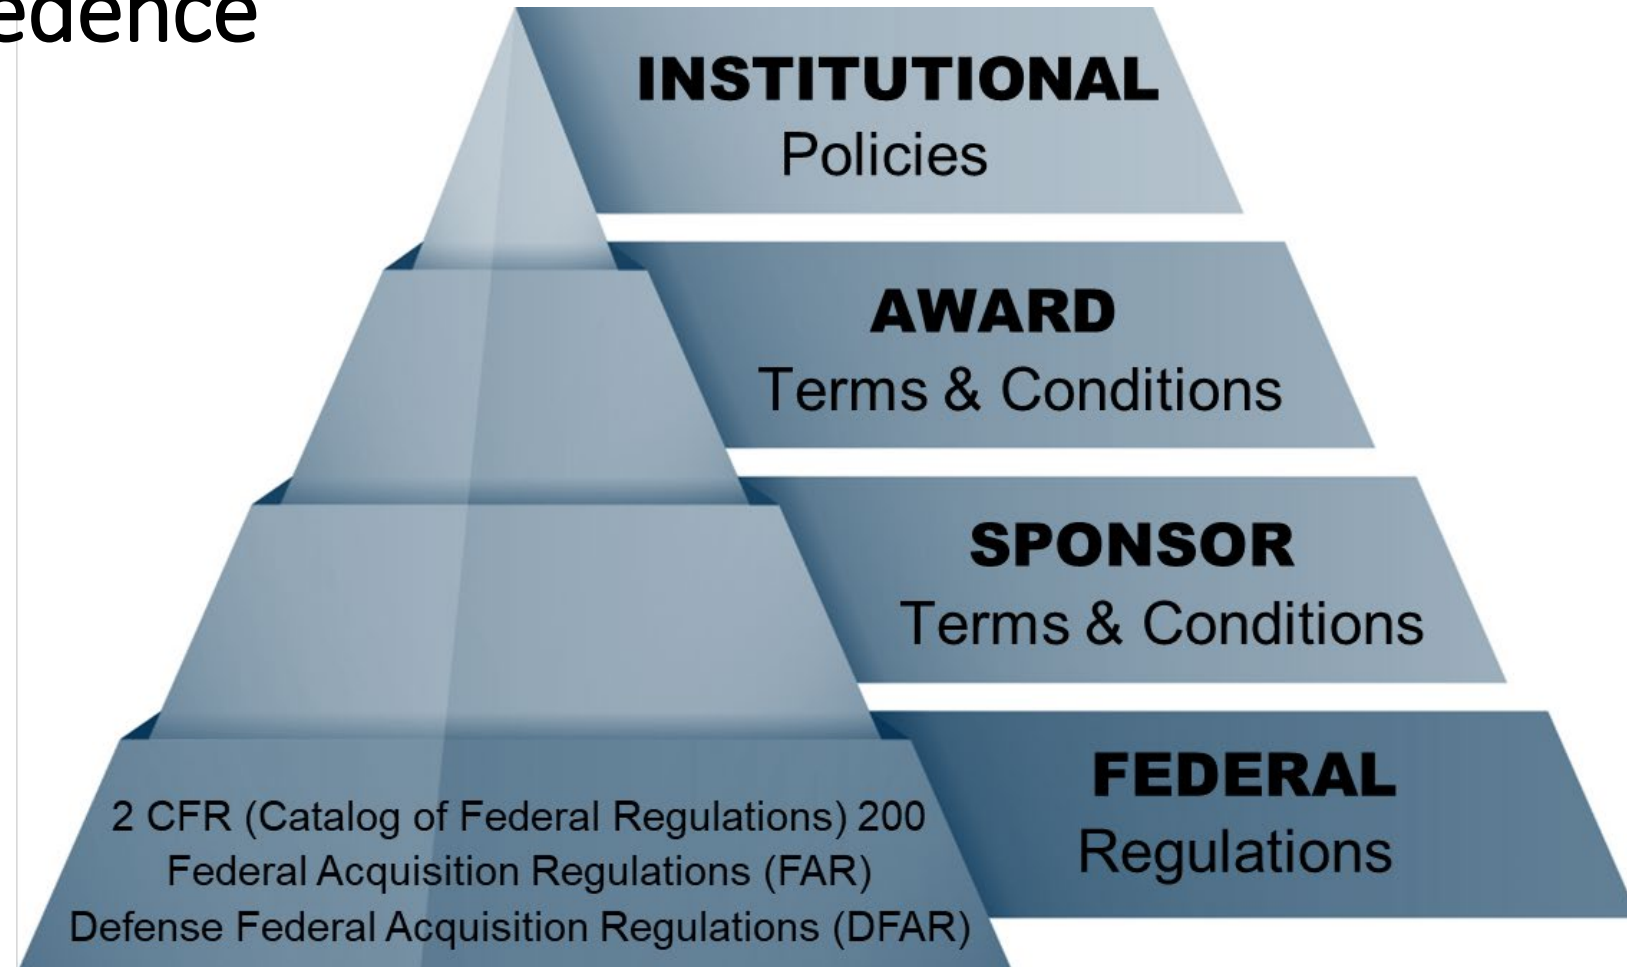 edence
INSTITUTIONAL
Policies
AWARD
Terms & Conditions
SPONSOR
Terms & Conditions
FEDERAL
Regulations
2 CFR (Catalog of Federal Regulations) 200
Federal Acquisition Regulations (FAR)
Defense Federal Acquisition Regulations (DFAR)